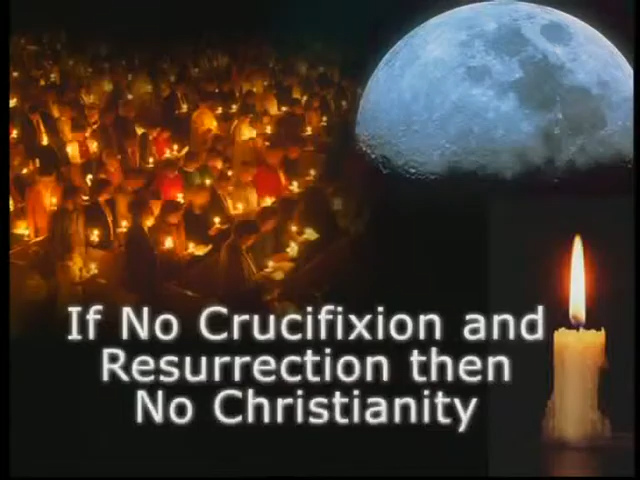 If No Crucifixion and
Resurrection then
No Christianity